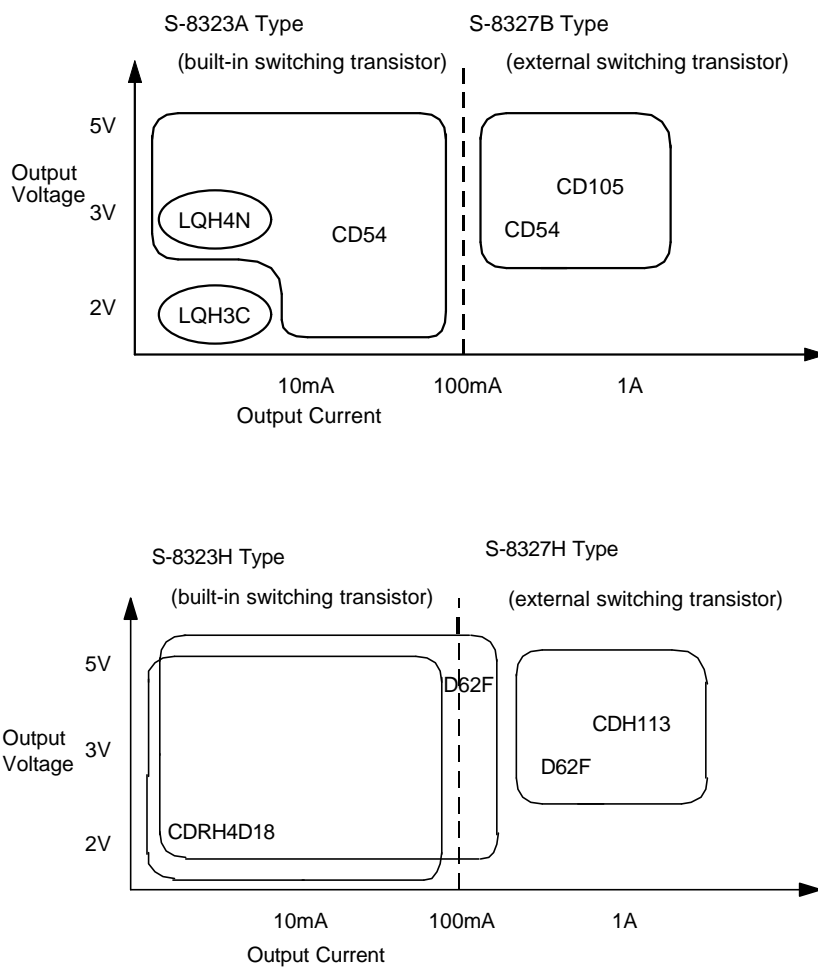 S-8323A Type
S-8327B Type
(built-in switching transistor)
(external switching transistor)
5V
Output
Voltage
3V
2V
LQH4N
CD54
LQH3C
CD105
CD54
10mA
100mA
1A
Output Current
S-8323H Type
S-8327H Type
(built-in switching transistor)
(external switching transistor)
5V
Output
Voltage
3V
2V
D62F
CDRH4D18
CDH113
D62F
10mA
100mA
1A
Output Current